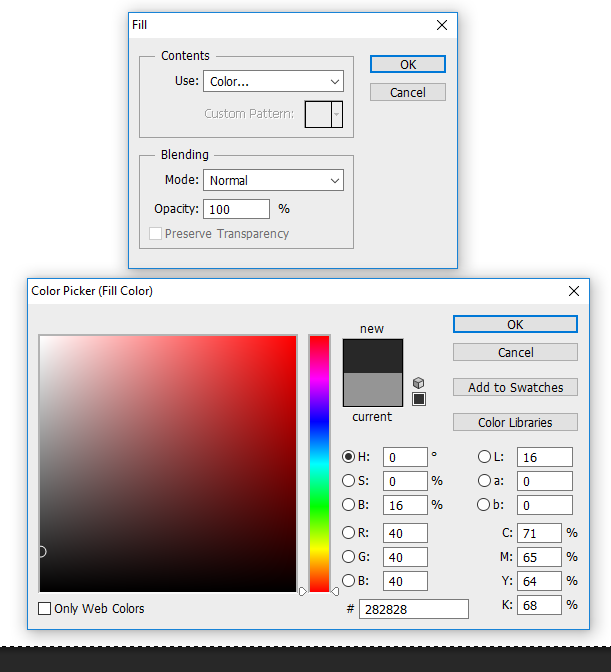 Fill
Contents
OK
Use: Color...
Cancel
Custom Pattern:
Blending
Mode: Normal
Opacity: 100 %
Preserve Transparency
Color Picker (Fill Color)
new
OK
Cancel
Add to Swatches
current
Color Libraries
H: 0 ° L: 16
S: 0 % a: 0
B: 16 % b: 0
R: 40 C: 71 %
G: 40 M: 65 %
B: 40 Y: 64 %
K: 68 %
Only Web Colors
# 282828